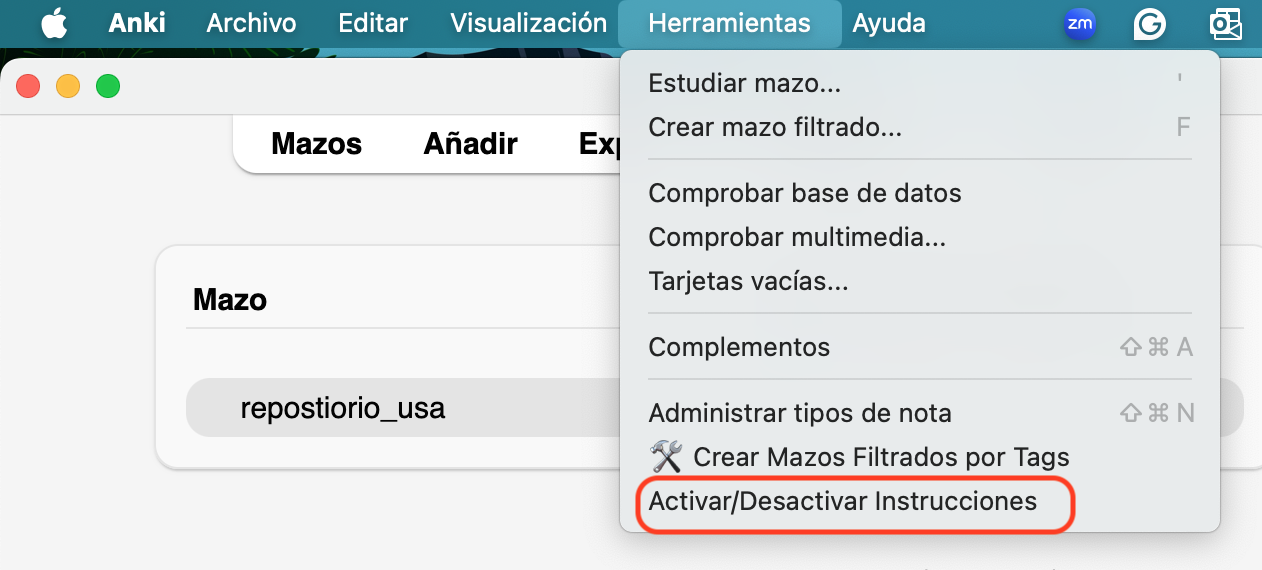 Anki Archivo Editar Visualización Herramientas Ayuda zm
Estudiar mazo... '
Crear mazo filtrado... F
Mazos Añadir
Comprobar base de datos
Comprobar multimedia...
Tarjetas vacías...
Mazo
Complementos ⇧⌘A
repostiorio_usa
Administrar tipos de nota ⇧⌘N
Crear Mazos Filtrados por Tags
Activar/Desactivar Instrucciones